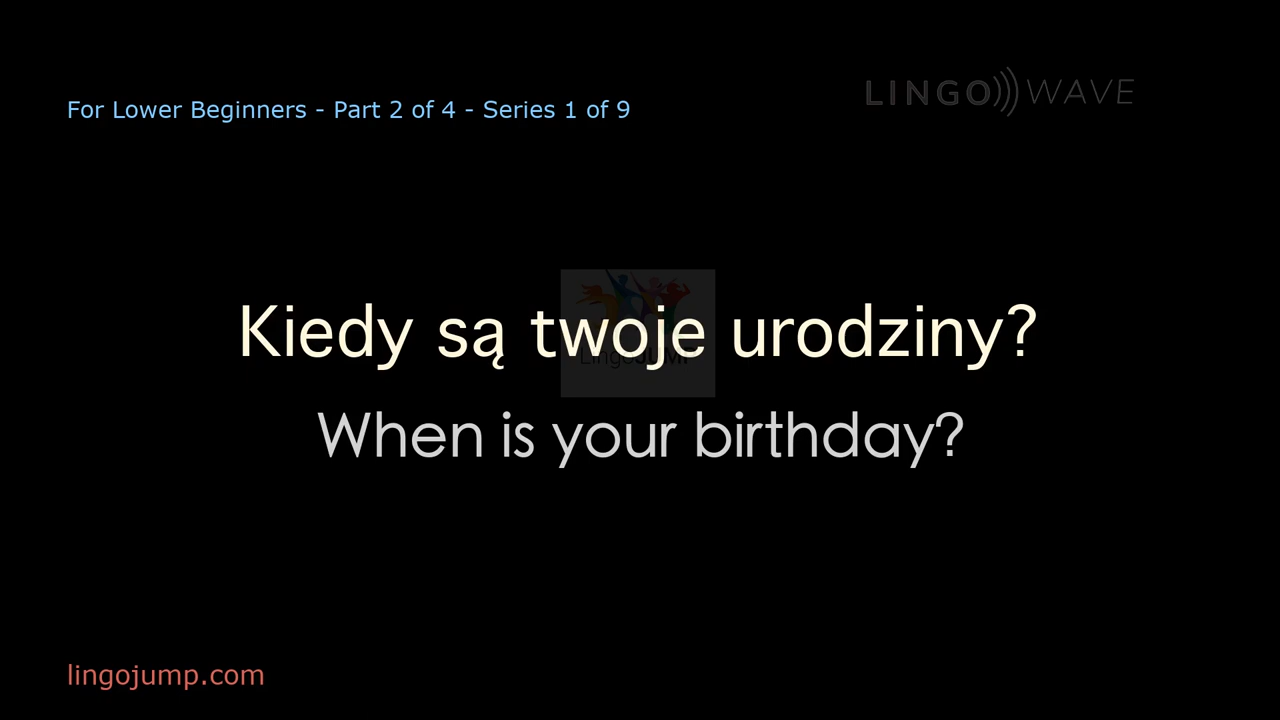 LINGO WAVE
For Lower Beginners - Part 2 of 4 - Series 1 of 9
Kiedy są twoje urodziny?
LingoJUMP
When is your birthday?
lingojump.com